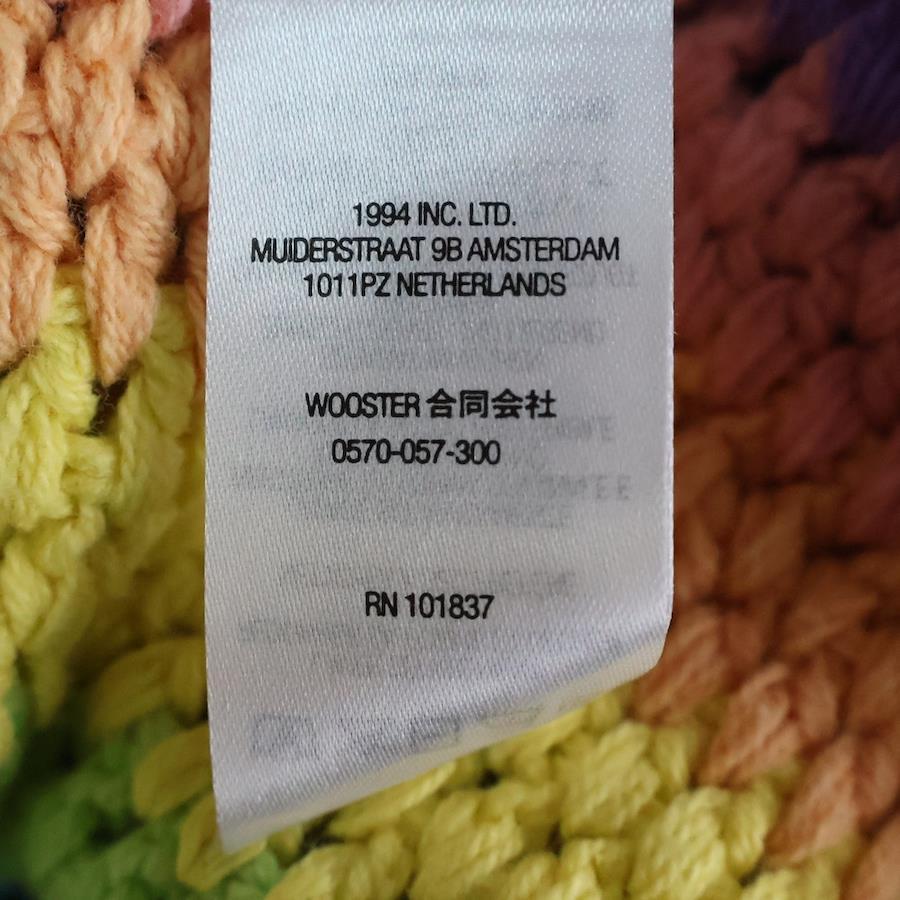 1994 INC. LTD.
MUIDERSTRAAT 9B AMSTERDAM
1011PZ NETHERLANDS
WOOSTER 合同会社
0570-057-300
RN 101837